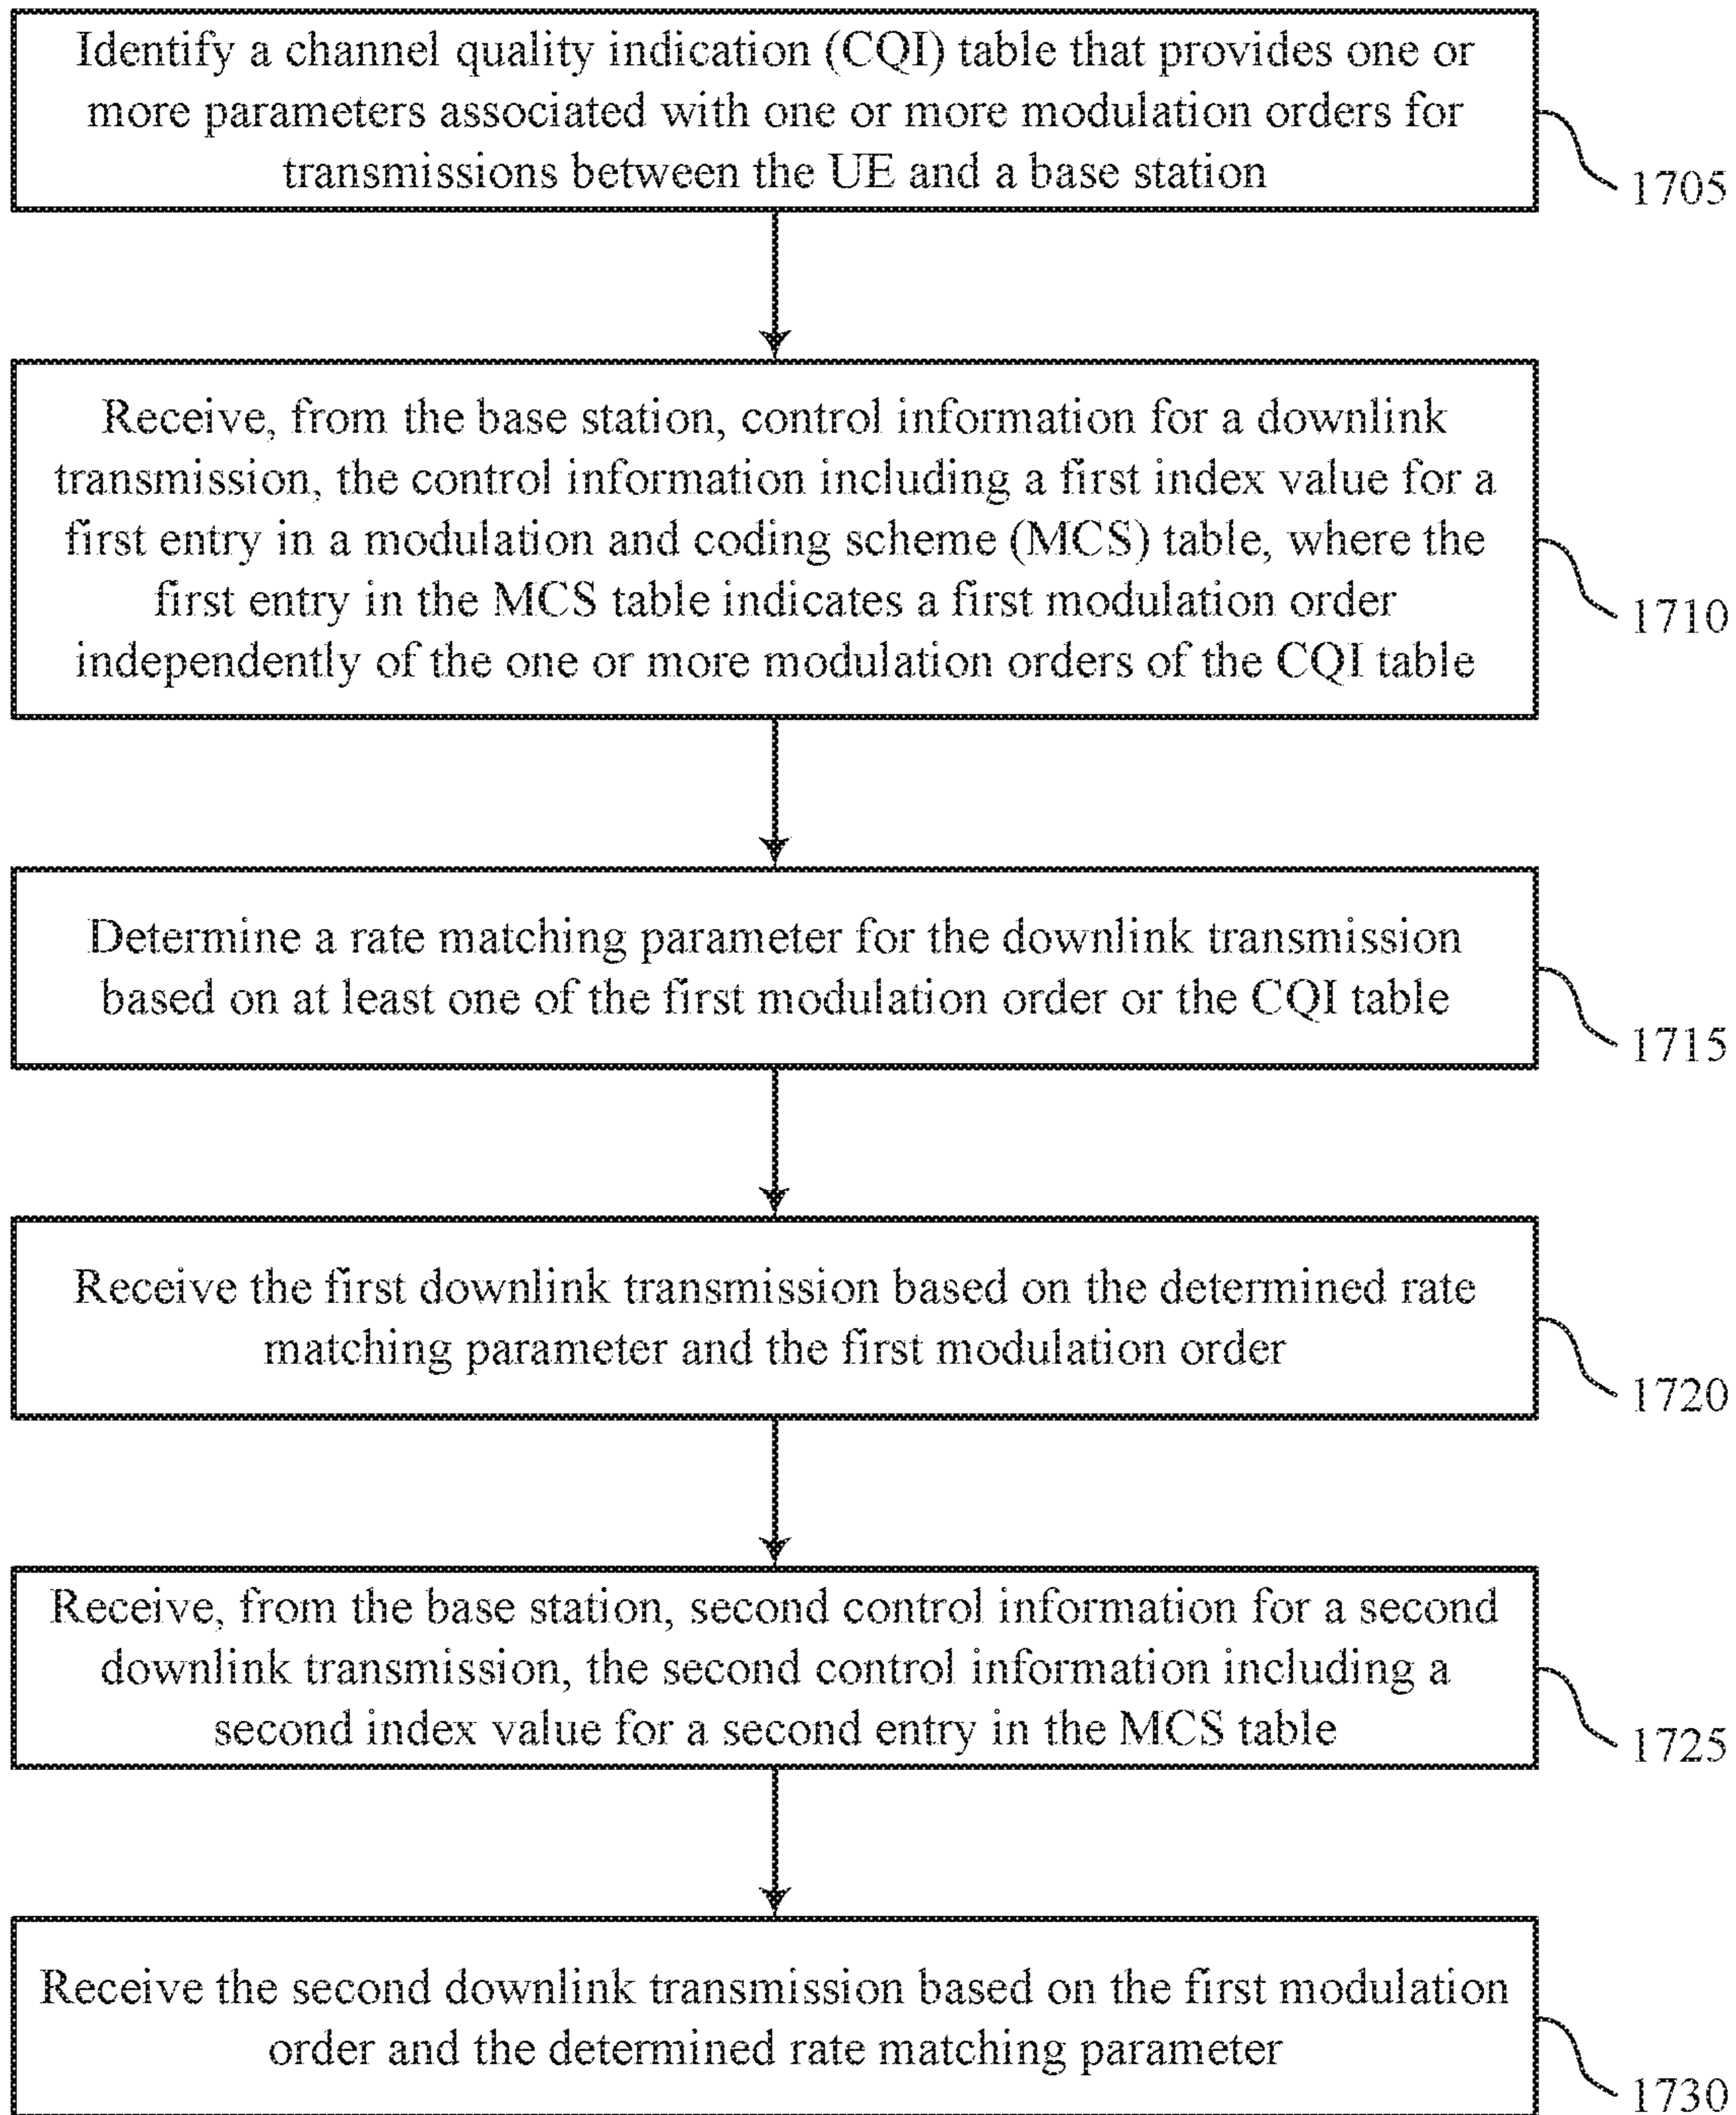 Identify a channel quality indication (CQI) table that provides one or
more parameters associated with one or more modulation orders for
transmissions between the UE and a base station
1705
Receive, from the base station, control information for a downlink
transmission, the control information including a first index value for a
first entry in a modulation and coding scheme (MCS) table, where the
first entry in the MCS table indicates a first modulation order
independently of the one or more modulation orders of the CQI table
1710
Determine a rate matching parameter for the downlink transmission
based on at least one of the first modulation order or the CQI table
1715
Receive the first downlink transmission based on the determined rate
matching parameter and the first modulation order
1720
Receive, from the base station, second control information for a second
downlink transmission, the second control information including a
second index value for a second entry in the MCS table
1725
Receive the second downlink transmission based on the first modulation
order and the determined rate matching parameter
1730